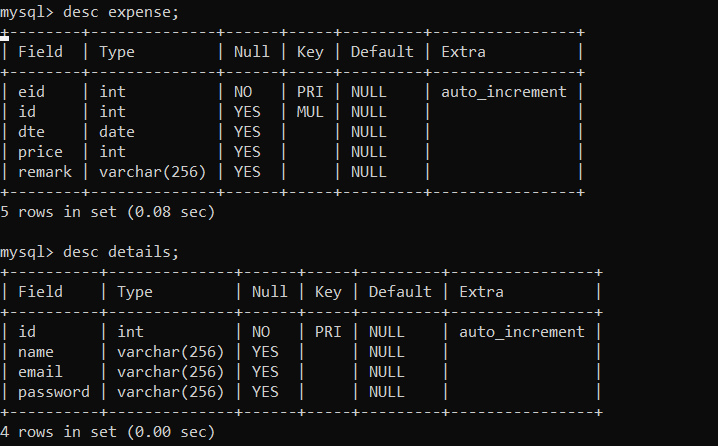 mysql> desc expense;
+---------+--------------+------+-----+---------+----------------+
| Field   | Type         | Null | Key | Default | Extra          |
+---------+--------------+------+-----+---------+----------------+
| eid     | int          | NO   | PRI | NULL    | auto_increment |
| id      | int          | YES  | MUL | NULL    |                |
| dte     | date         | YES  |     | NULL    |                |
| price   | int          | YES  |     | NULL    |                |
| remark  | varchar(256) | YES  |     | NULL    |                |
+---------+--------------+------+-----+---------+----------------+
5 rows in set (0.08 sec)

mysql> desc details;
+----------+--------------+------+-----+---------+----------------+
| Field    | Type         | Null | Key | Default | Extra          |
+----------+--------------+------+-----+---------+----------------+
| id       | int          | NO   | PRI | NULL    | auto_increment |
| name     | varchar(256) | YES  |     | NULL    |                |
| email    | varchar(256) | YES  |     | NULL    |                |
| password | varchar(256) | YES  |     | NULL    |                |
+----------+--------------+------+-----+---------+----------------+
4 rows in set (0.00 sec)